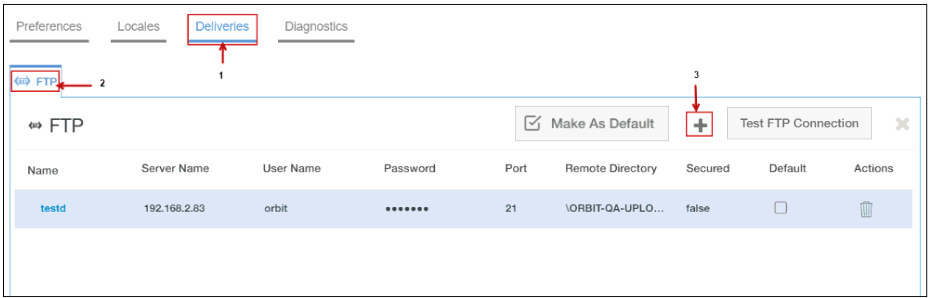 Preferences Locales Deliveries Diagnostics
1
FTP 2
3
FTP Make As Default Test FTP Connection
Name Server Name User Name Password Port Remote Directory Secured Default Actions
testd 192.168.2.83 orbit ••••••• 21 \ORBIT-QA-UPLO... false